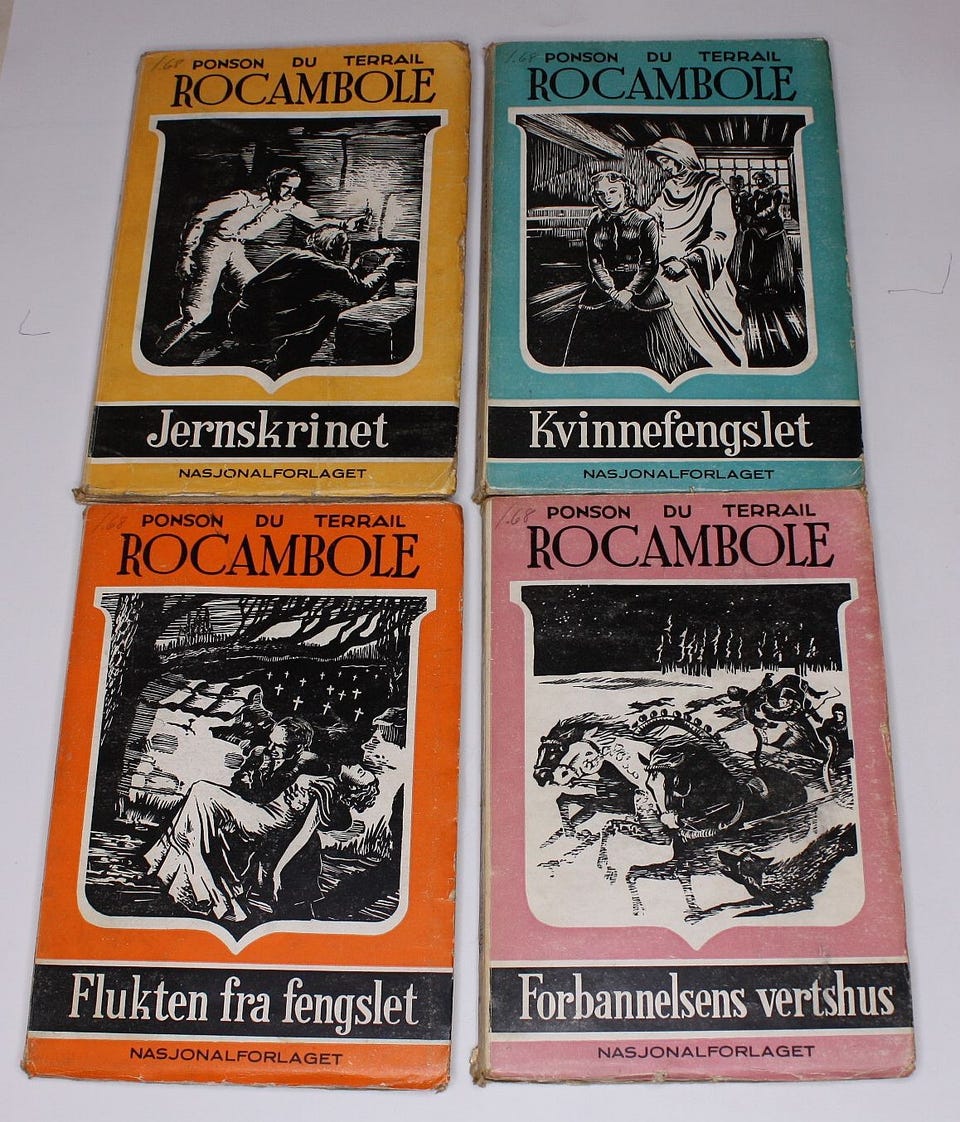 1.68
PONSON DU TERRAIL
ROCAMBOLE
Jernskrinet
NASJONALFORLAGET
1.68
PONSON DU TERRAIL
ROCAMBOLE
Kvinnefengslet
NASJONALFORLAGET
1.68
PONSON DU TERRAIL
ROCAMBOLE
Flukten fra fengslet
NASJONALFORLAGET
1.68
PONSON DU TERRAIL
ROCAMBOLE
Forbannelsens vertshus
NASJONALFORLAGET